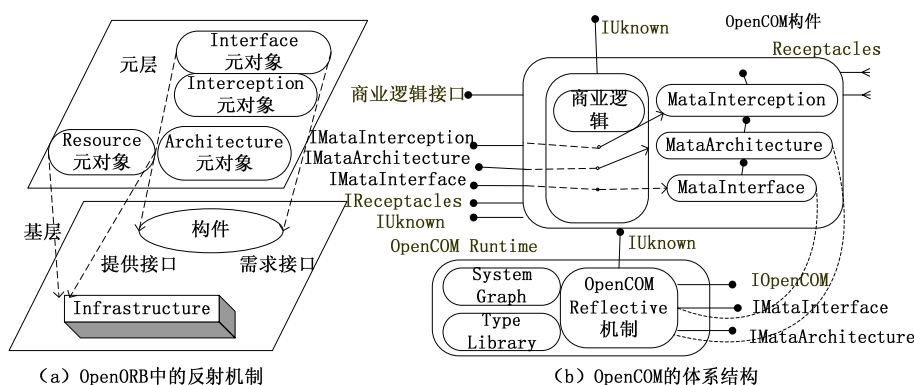 Interface
元对象
元层
Interception
元对象
Resource
元对象
Architecture
元对象
基层
构件
提供接口
需求接口
Infrastructure
(a) OpenORB中的反射机制
OpenCOM构件
IUknown
Receptacles
商业逻辑接口
商业逻
辑
MataInterception
IMataInterception
MataArchitecture
IMataArchitecture
IMataInterface
MataInterface
IReceptacles
IUknown
OpenCOM Runtime
IUknown
System
Graph
OpenCOM
Reflective
机制
Type
Library
IOpenCOM
IMataInterface
IMataArchitecture
(b) OpenCOM的体系结构